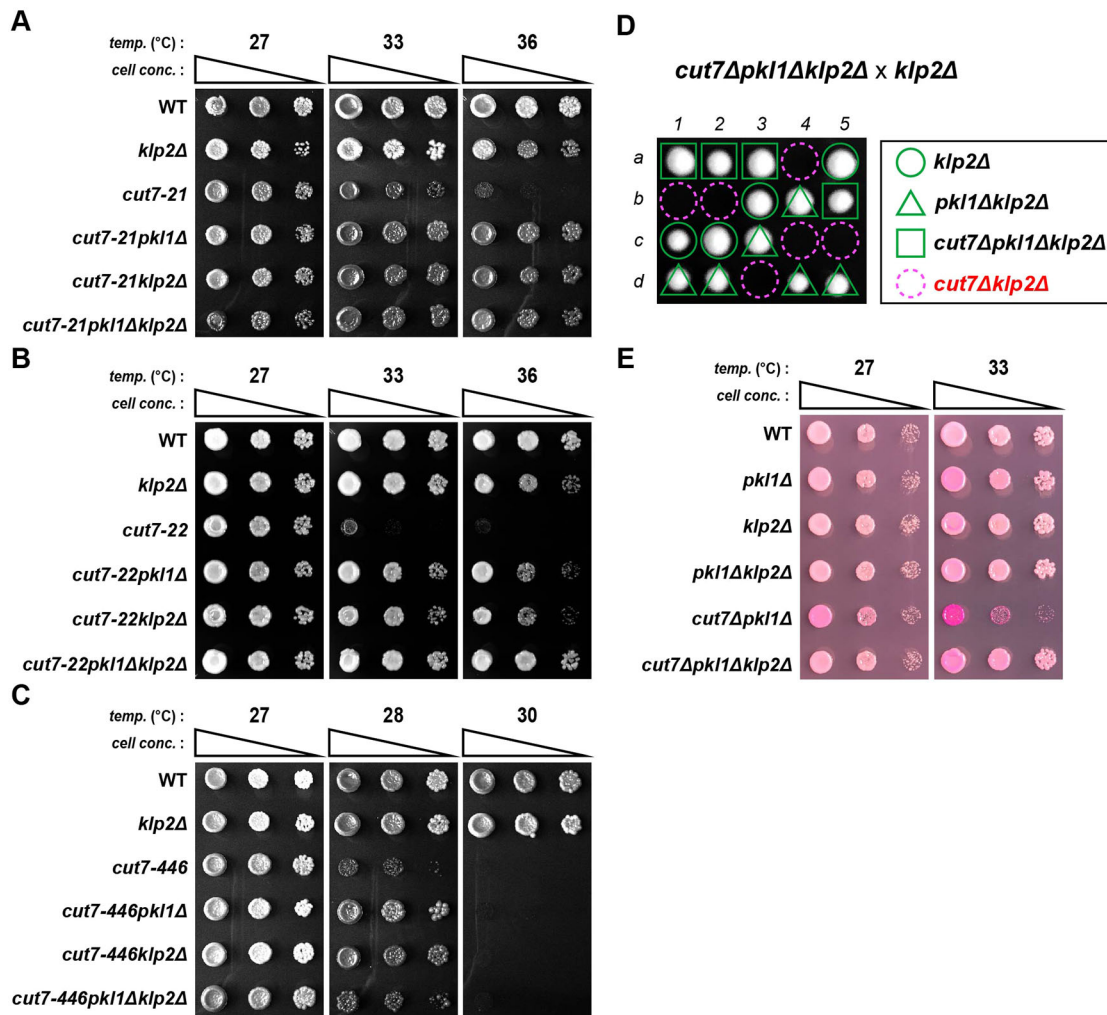 A
temp. (°C) : 27 33 36
cell conc. :
WT
klp2Δ
cut7-21
cut7-21pkl1Δ
cut7-21klp2Δ
cut7-21pkl1Δklp2Δ
B
temp. (°C) : 27 33 36
cell conc. :
WT
klp2Δ
cut7-22
cut7-22pkl1Δ
cut7-22klp2Δ
cut7-22pkl1Δklp2Δ
C
temp. (°C) : 27 28 30
cell conc. :
WT
klp2Δ
cut7-446
cut7-446pkl1Δ
cut7-446klp2Δ
cut7-446pkl1Δklp2Δ
D
cut7Δpkl1Δklp2Δ x klp2Δ
1 2 3 4 5
a
b
c
d
klp2Δ
pkl1Δklp2Δ
cut7Δpkl1Δklp2Δ
cut7Δklp2Δ
E
temp. (°C) : 27 33
cell conc. :
WT
pkl1Δ
klp2Δ
pkl1Δklp2Δ
cut7Δpkl1Δ
cut7Δpkl1Δklp2Δ